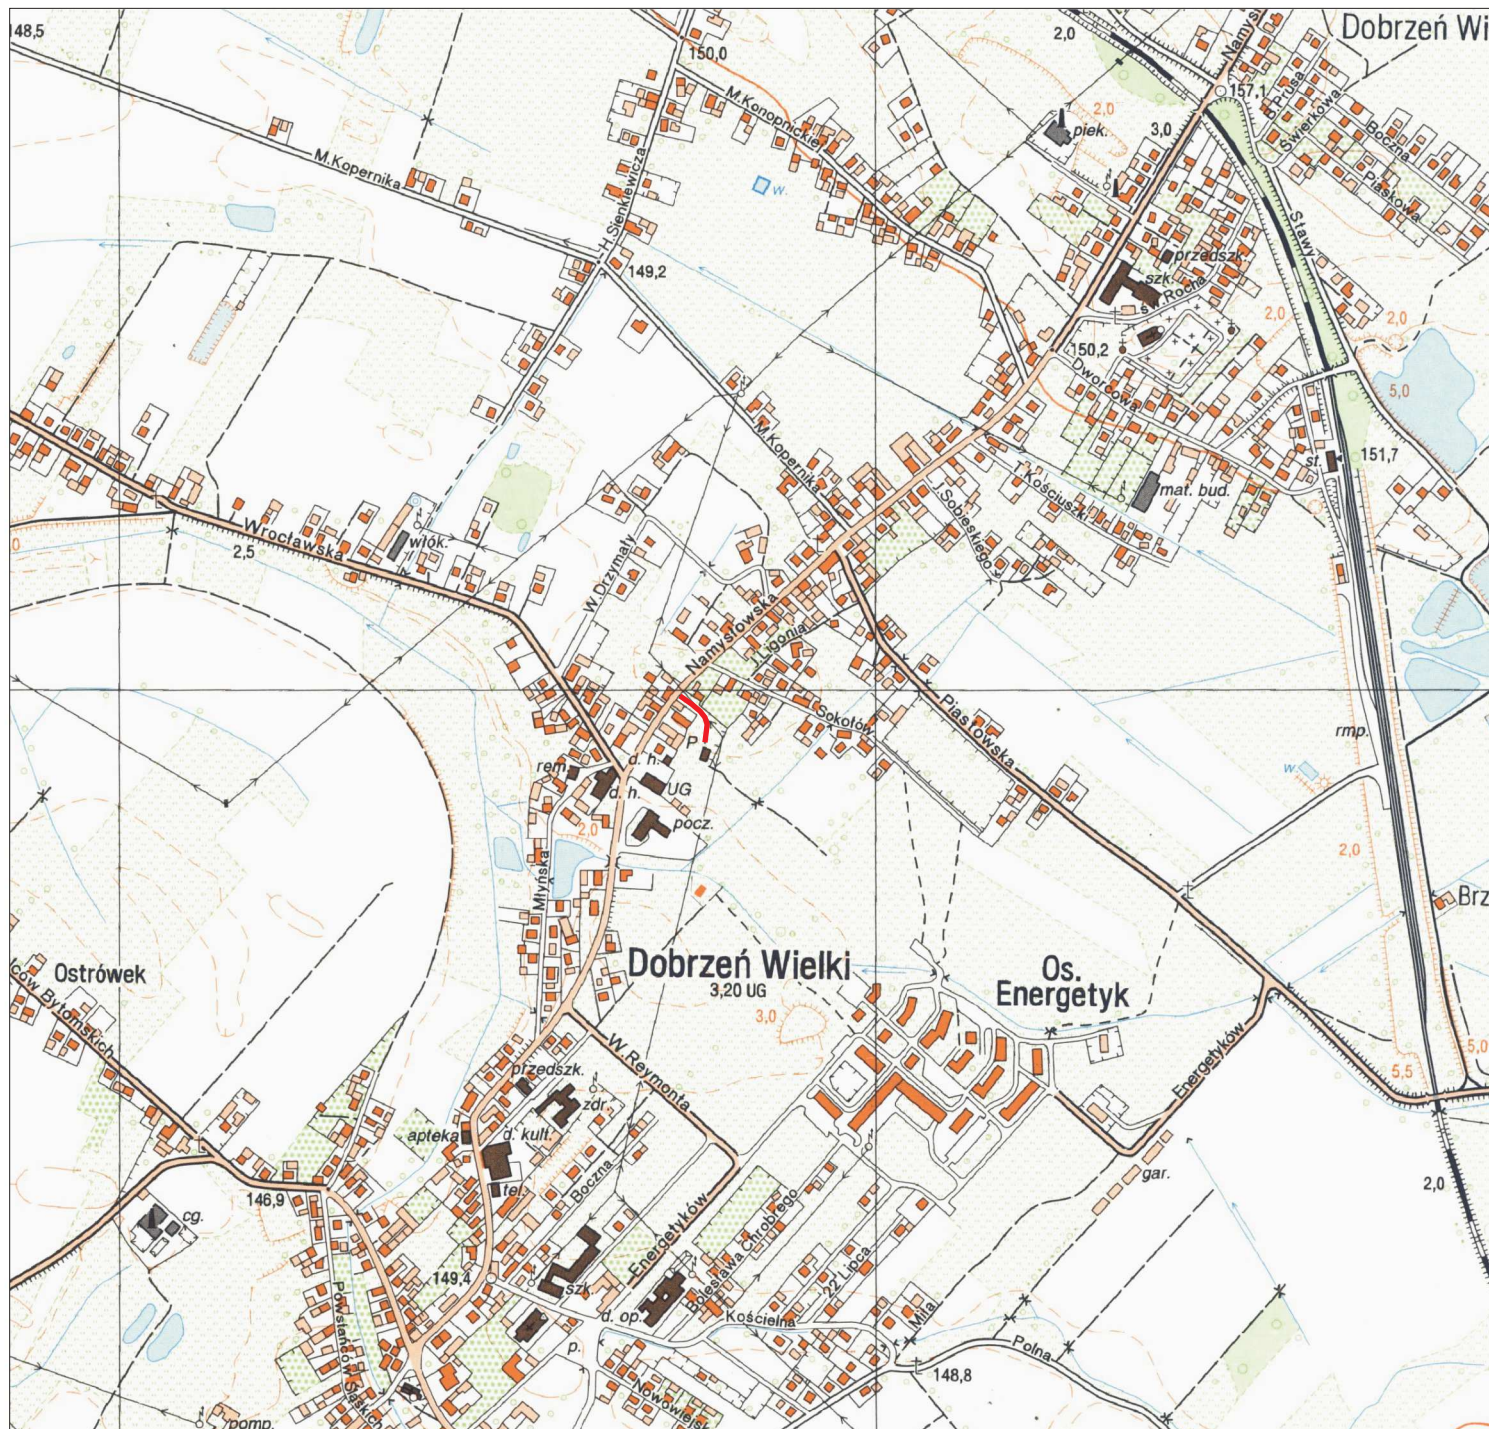 148,5
2,0
Dobrzeń Wi
150,0
Namysł
157,1
B.Prusa
Świerkowa
Boczna
M.Konopnickiej
2,0
piek.
3,0
Piaskowa
M.Kopernika
H.Sienkiewicza
w.
Stawy
149,2
przedszk.
szk.
św.Rocha
2,0
2,0
150,2
Dworcowa
5,0
M.Kopernika
T.Kościuszki
st.
151,7
mat. bud.
J.Sobieskiego
Wrocławska
2,5
włók.
W.Drzymały
Namysłowska
J.Ligonia
Piastowska
Sokołów
rmp.
P
d. h.
rem.
d. h.
UG
w.
pocz.
2,0
2,0
Młyńska
Brz
Ostrówek
Dobrzeń Wielki
3,20 UG
Os.
Energetyk
3,0
ców Bytomskich
W.Reymonta
Energetyków
5,0
5,5
przedszk.
zdr.
apteka
d. kult.
Boczna
tel.
gar.
2,0
146,9
cg.
Energetyków
Bolesława Chrobrego
22 Lipca
149,4
szk.
d. op.
Kościelna
Miła
Polna
p.
148,8
Powstańców Śląskich
Nowowiejsk
pomp.